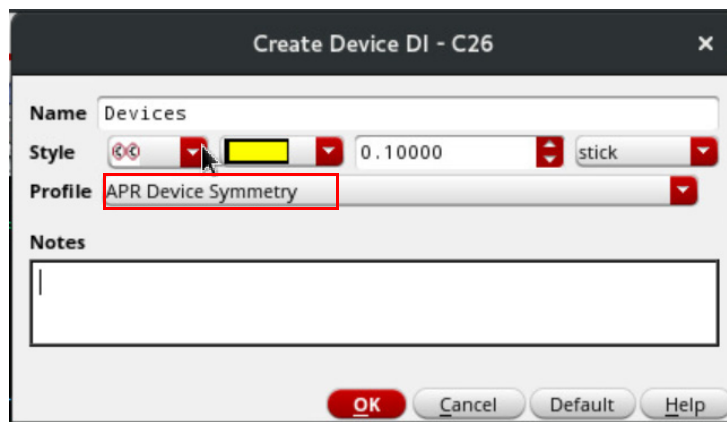 Create Device DI - C26
Name Devices
Style 0.10000 stick
Profile APR Device Symmetry
Notes
OK Cancel Default Help